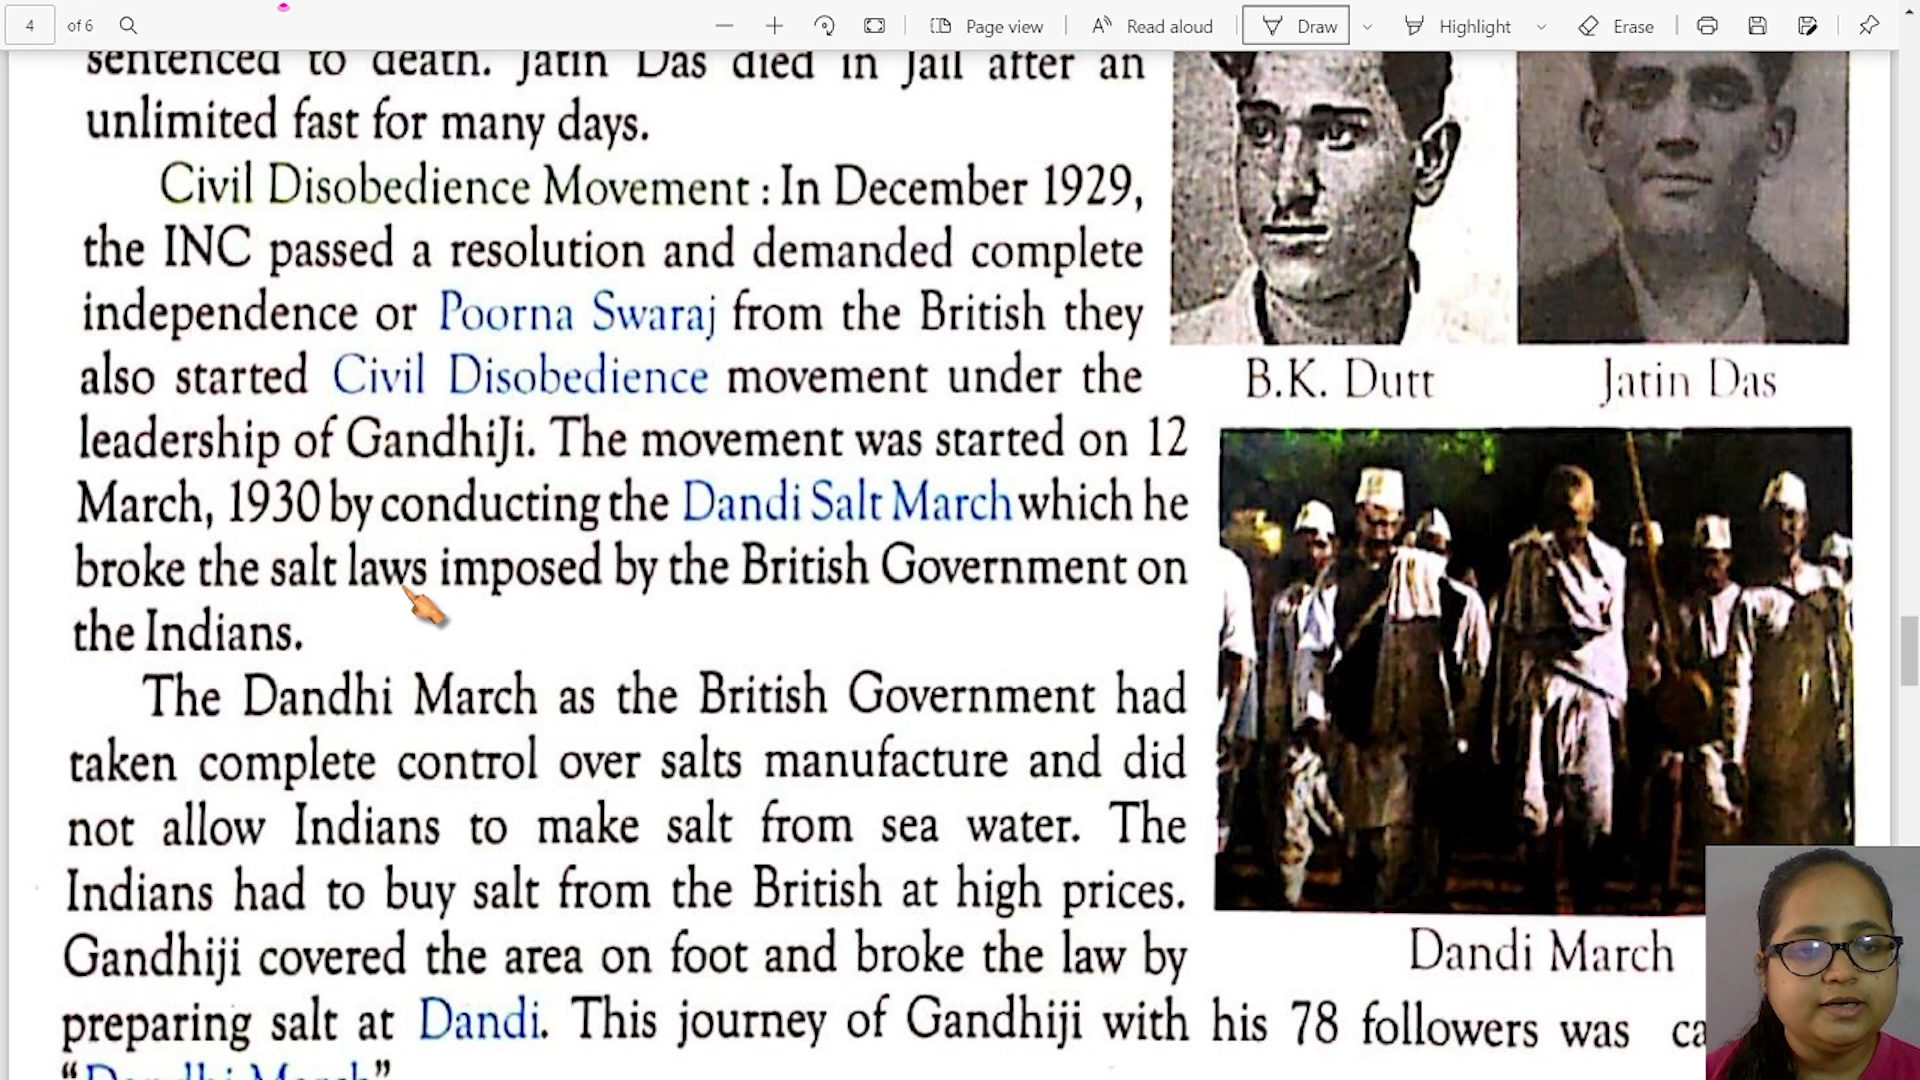 4 of 6 Page view Read aloud Draw Highlight Erase
sentenced to death. Jatin Das died in Jail after an
unlimited fast for many days.
Civil Disobedience Movement : In December 1929,
the INC passed a resolution and demanded complete
independence or Poorna Swaraj from the British they
also started Civil Disobedience movement under the
leadership of GandhiJi. The movement was started on 12
March, 1930 by conducting the Dandi Salt March which he
broke the salt laws imposed by the British Government on
the Indians.
The Dandhi March as the British Government had
taken complete control over salts manufacture and did
not allow Indians to make salt from sea water. The
Indians had to buy salt from the British at high prices.
Gandhiji covered the area on foot and broke the law by
preparing salt at Dandi. This journey of Gandhiji with his 78 followers was ca
"Dandhi March"
B.K. Dutt
Jatin Das
Dandi March